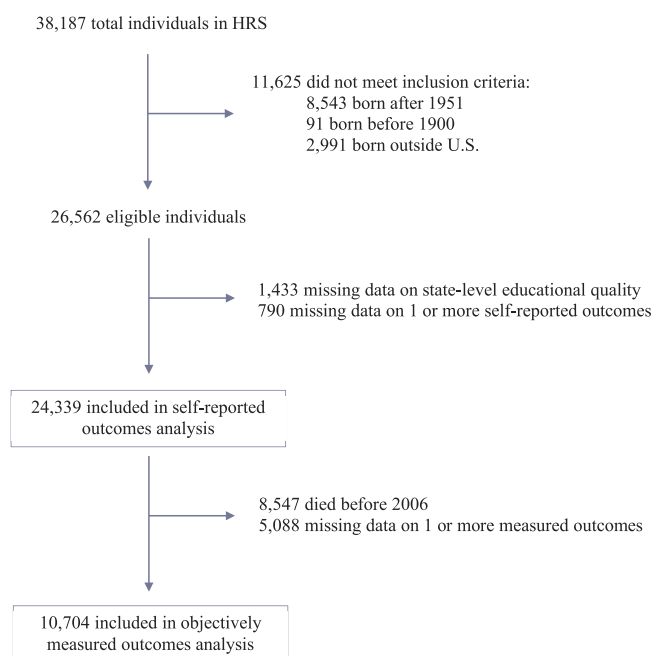 38,187 total individuals in HRS
11,625 did not meet inclusion criteria:
8,543 born after 1951
91 born before 1900
2,991 born outside U.S.
26,562 eligible individuals
1,433 missing data on state-level educational quality
790 missing data on 1 or more self-reported outcomes
24,339 included in self-reported
outcomes analysis
8,547 died before 2006
5,088 missing data on 1 or more measured outcomes
10,704 included in objectively
measured outcomes analysis